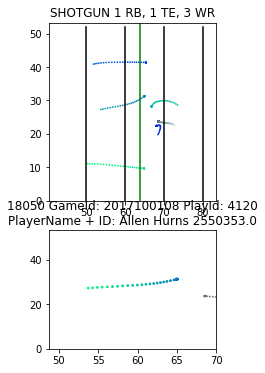 SHOTGUN 1 RB, 1 TE, 3 WR
50
40
30
20
10
0
50 60 70 80
18050 GameId: 2017100108 PlayId: 4120
PlayerName + ID: Allen Hurns 2550353.0
40
20
0
50 55 60 65 70